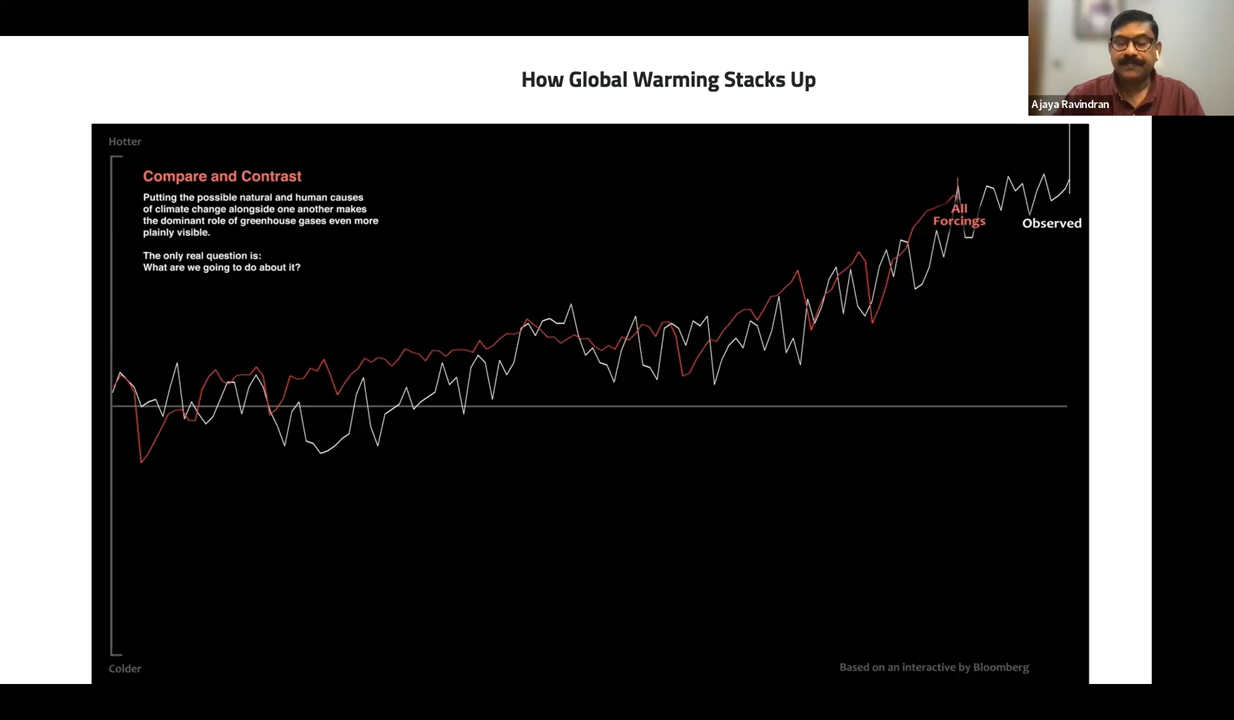 How Global Warming Stacks Up
Ajaya Ravindran
Hotter
Compare and Contrast
Putting the possible natural and human causes
of climate change alongside one another makes
the dominant role of greenhouse gases even more
plainly visible.
The only real question is:
What are we going to do about it?
All
Forcings
Observed
Colder
Based on an interactive by Bloomberg